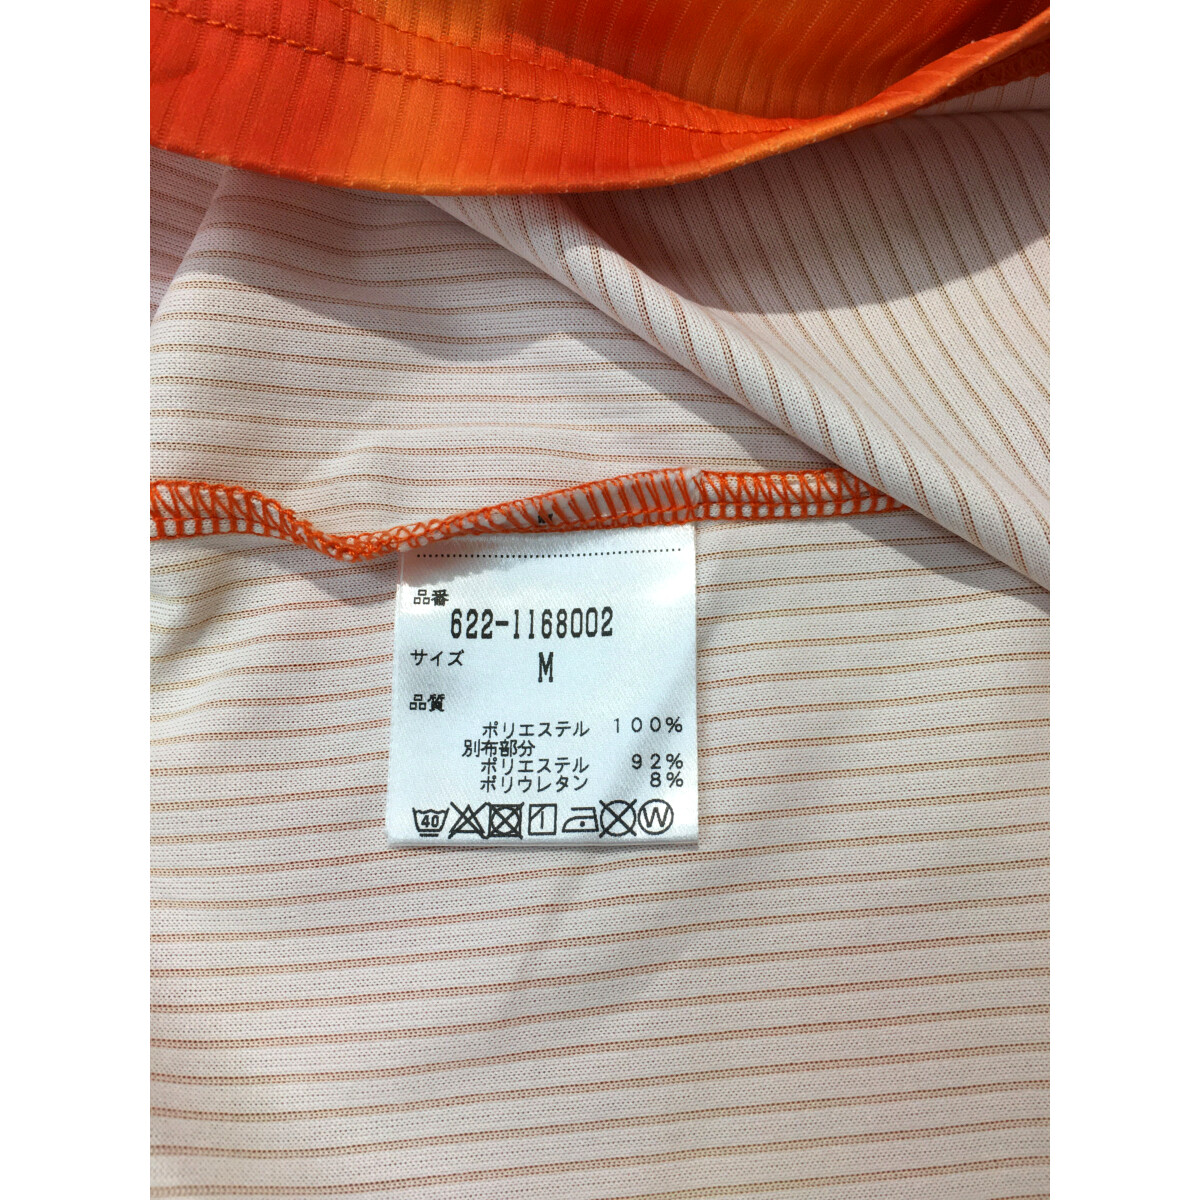 品番
622-1168002
サイズ
M
品質
ポリエステル 100%
別布部分
ポリエステル 92%
ポリウレタン 8%
40 W